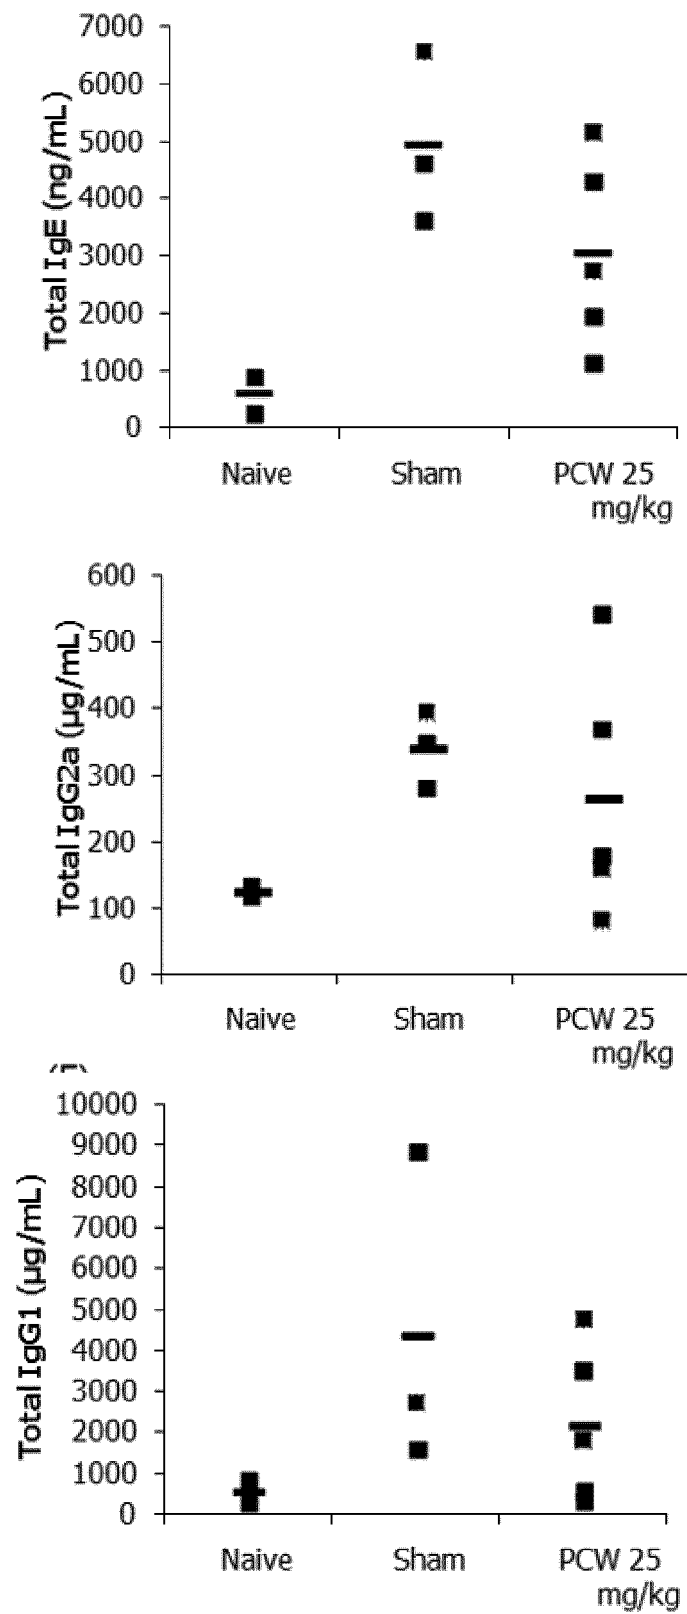 7000
6000
5000
4000
3000
2000
1000
0
Total IgE (ng/mL)
Naive Sham PCW 25
mg/kg
600
500
400
300
200
100
0
Total IgG2a (µg/mL)
Naive Sham PCW 25
mg/kg
10000
9000
8000
7000
6000
5000
4000
3000
2000
1000
0
Total IgG1 (µg/mL)
Naive Sham PCW 25
mg/kg